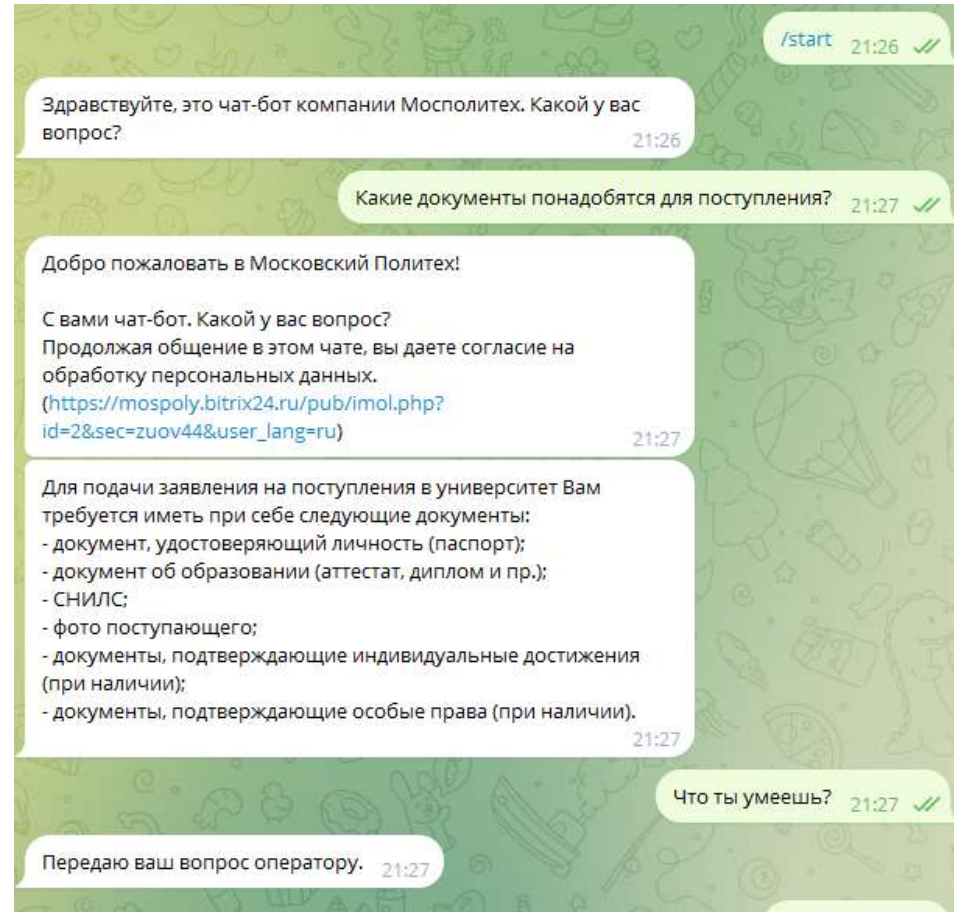 /start 21:26
Здравствуйте, это чат-бот компании Мосполитех. Какой у вас
вопрос?
21:26
Какие документы понадобятся для поступления? 21:27
Добро пожаловать в Московский Политех!
С вами чат-бот. Какой у вас вопрос?
Продолжая общение в этом чате, вы даете согласие на
обработку персональных данных.
(https://mospoly.bitrix24.ru/pub/imol.php?
id=2&sec=zuov44&user_lang=ru)
21:27
Для подачи заявления на поступления в университет Вам
требуется иметь при себе следующие документы:
- документ, удостоверяющий личность (паспорт);
- документ об образовании (аттестат, диплом и пр.);
- СНИЛС;
- фото поступающего;
- документы, подтверждающие индивидуальные достижения
(при наличии);
- документы, подтверждающие особые права (при наличии).
21:27
Что ты умеешь? 21:27
Передаю ваш вопрос оператору. 21:27